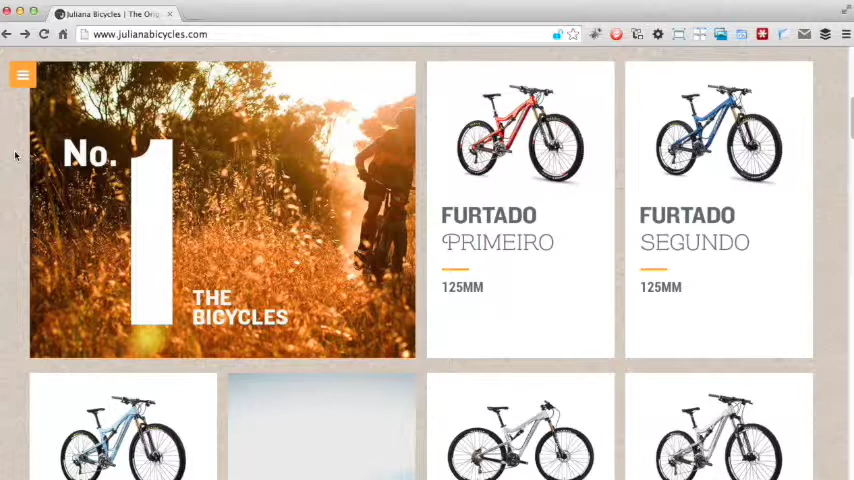 Juliana Bicycles | The Orig
www.julianabicycles.com
No. 1
THE
BICYCLES
FURTADO
PRIMEIRO
125MM
FURTADO
SEGUNDO
125MM